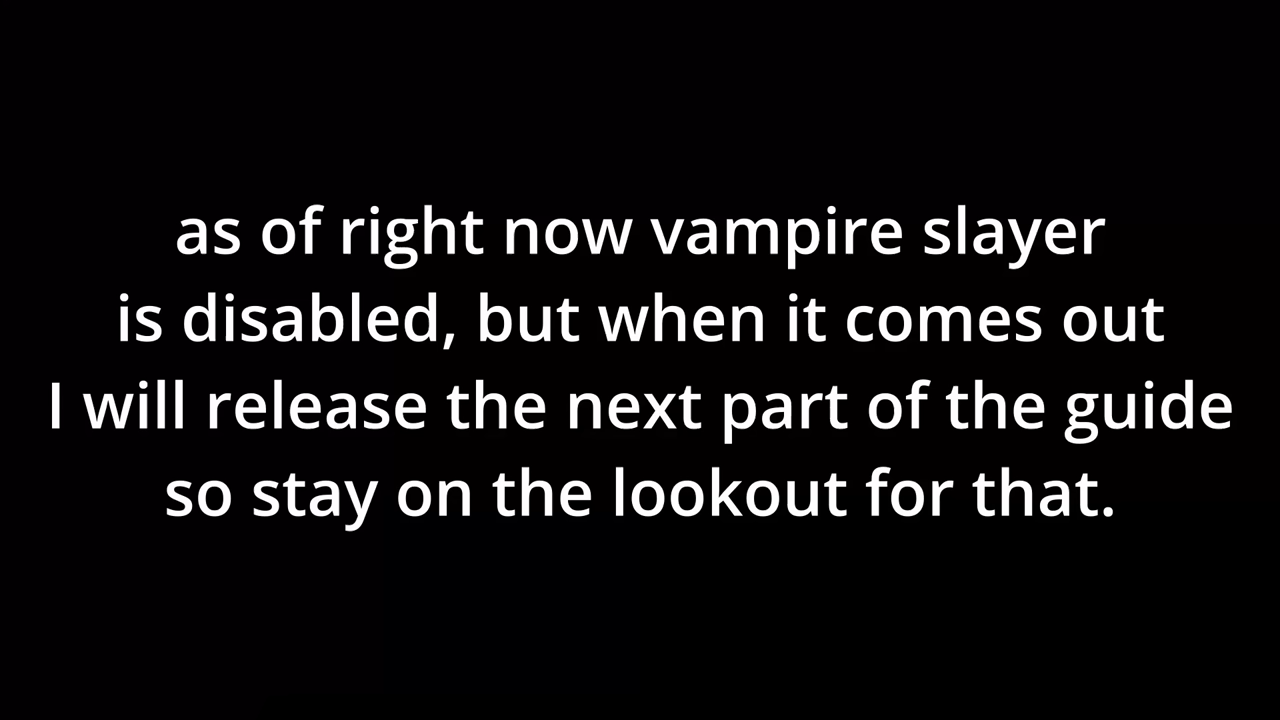 as of right now vampire slayer
is disabled, but when it comes out
I will release the next part of the guide
so stay on the lookout for that.